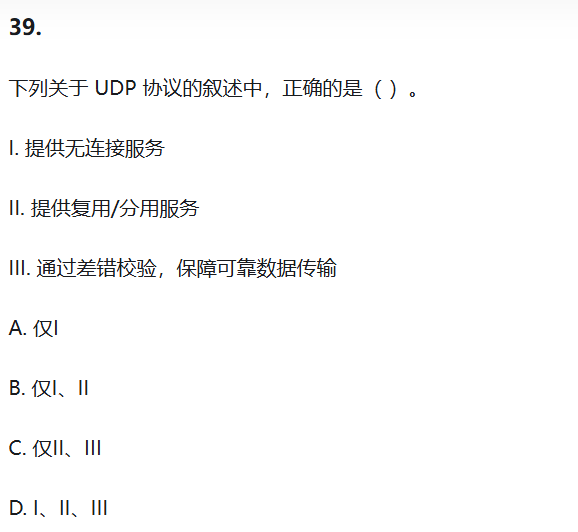 39.
下列关于 UDP 协议的叙述中，正确的是（ ）。
I. 提供无连接服务
II. 提供复用/分用服务
III. 通过差错校验，保障可靠数据传输
A. 仅I
B. 仅I、II
C. 仅II、III
D. I、II、III